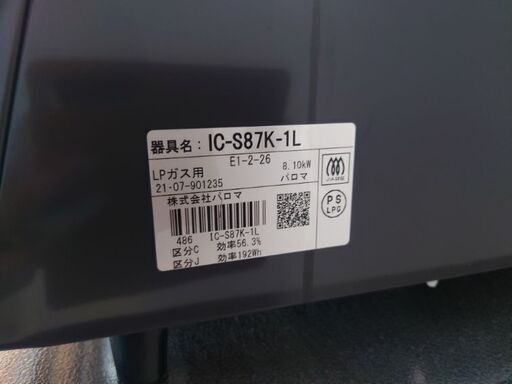 器具名: IC-S87K-1L
E1-2-26
LPガス用 8.10kW
21-07-901235 パロマ
株式会社パロマ
486 IC-S87K-1L
区分C 効率56.3%
区分J 効率192Wh
PS
LPG